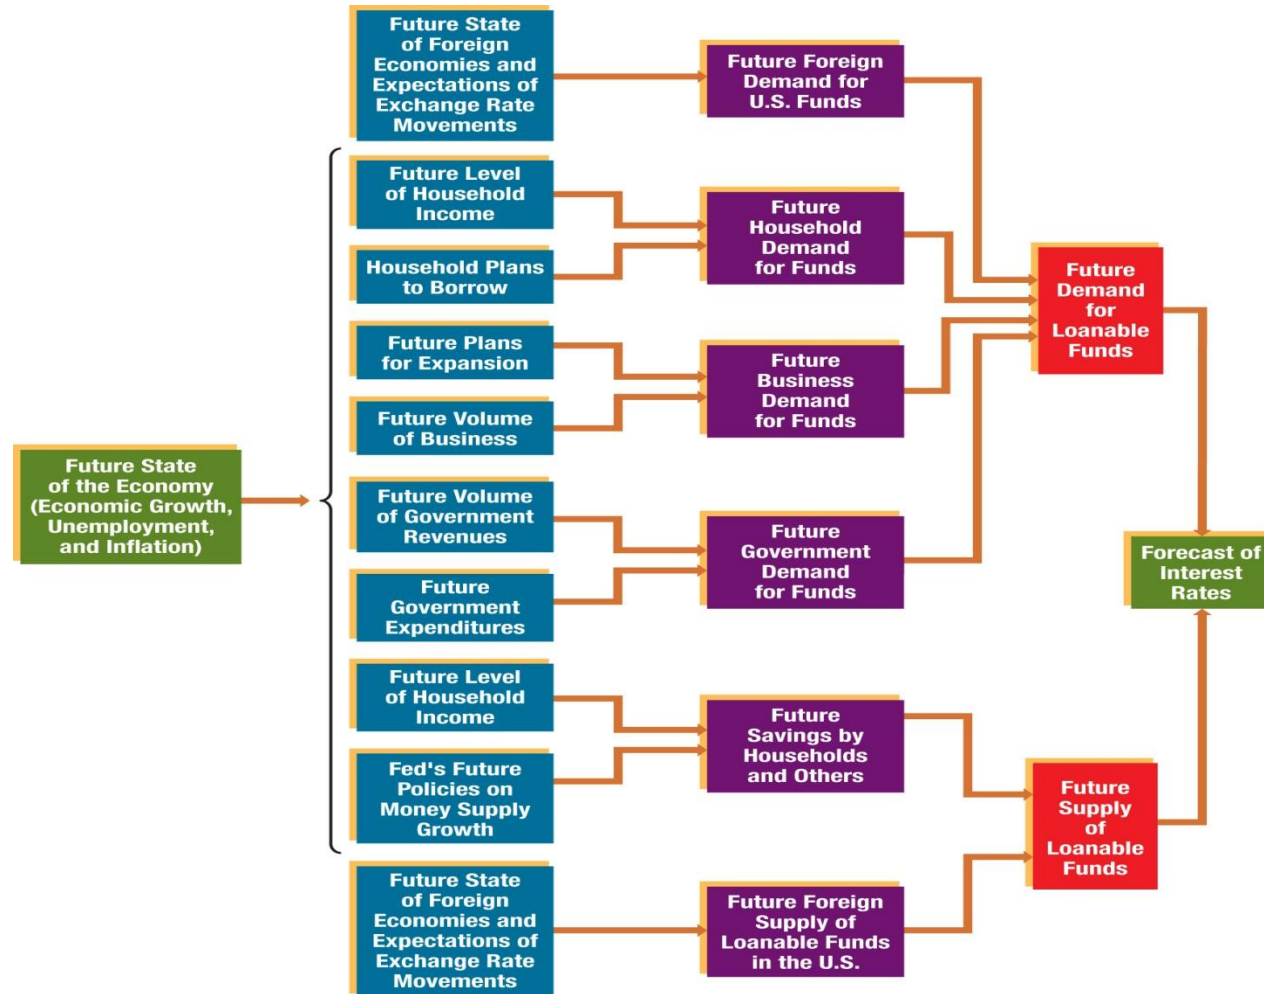 Future State
of Foreign
Economies and
Expectations of
Exchange Rate
Movements
Future Foreign
Demand for
U.S. Funds
Future Level
of Household
Income
Future
Household
Demand
for Funds
Household Plans
to Borrow
Future
Demand
for
Loanable
Funds
Future Plans
for Expansion
Future
Business
Demand
for Funds
Future Volume
of Business
Future State
of the Economy
(Economic Growth,
Unemployment,
and Inflation)
Future Volume
of Government
Revenues
Future
Government
Demand
for Funds
Forecast of
Interest
Rates
Future
Government
Expenditures
Future Level
of Household
Income
Future
Savings by
Households
and Others
Fed's Future
Policies on
Money Supply
Growth
Future
Supply
of
Loanable
Funds
Future State
of Foreign
Economies and
Expectations of
Exchange Rate
Movements
Future Foreign
Supply of
Loanable Funds
in the U.S.